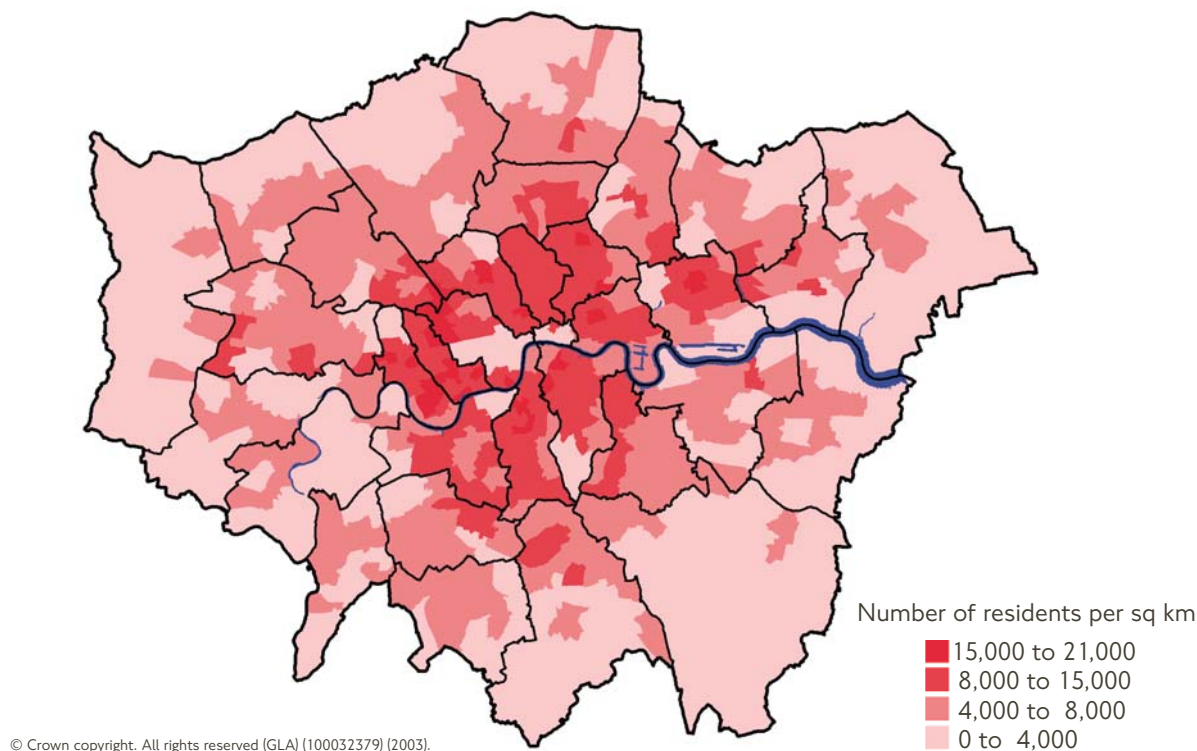 Number of residents per sq km
15,000 to 21,000
8,000 to 15,000
4,000 to 8,000
0 to 4,000
© Crown copyright. All rights reserved (GLA) (100032379) (2003).